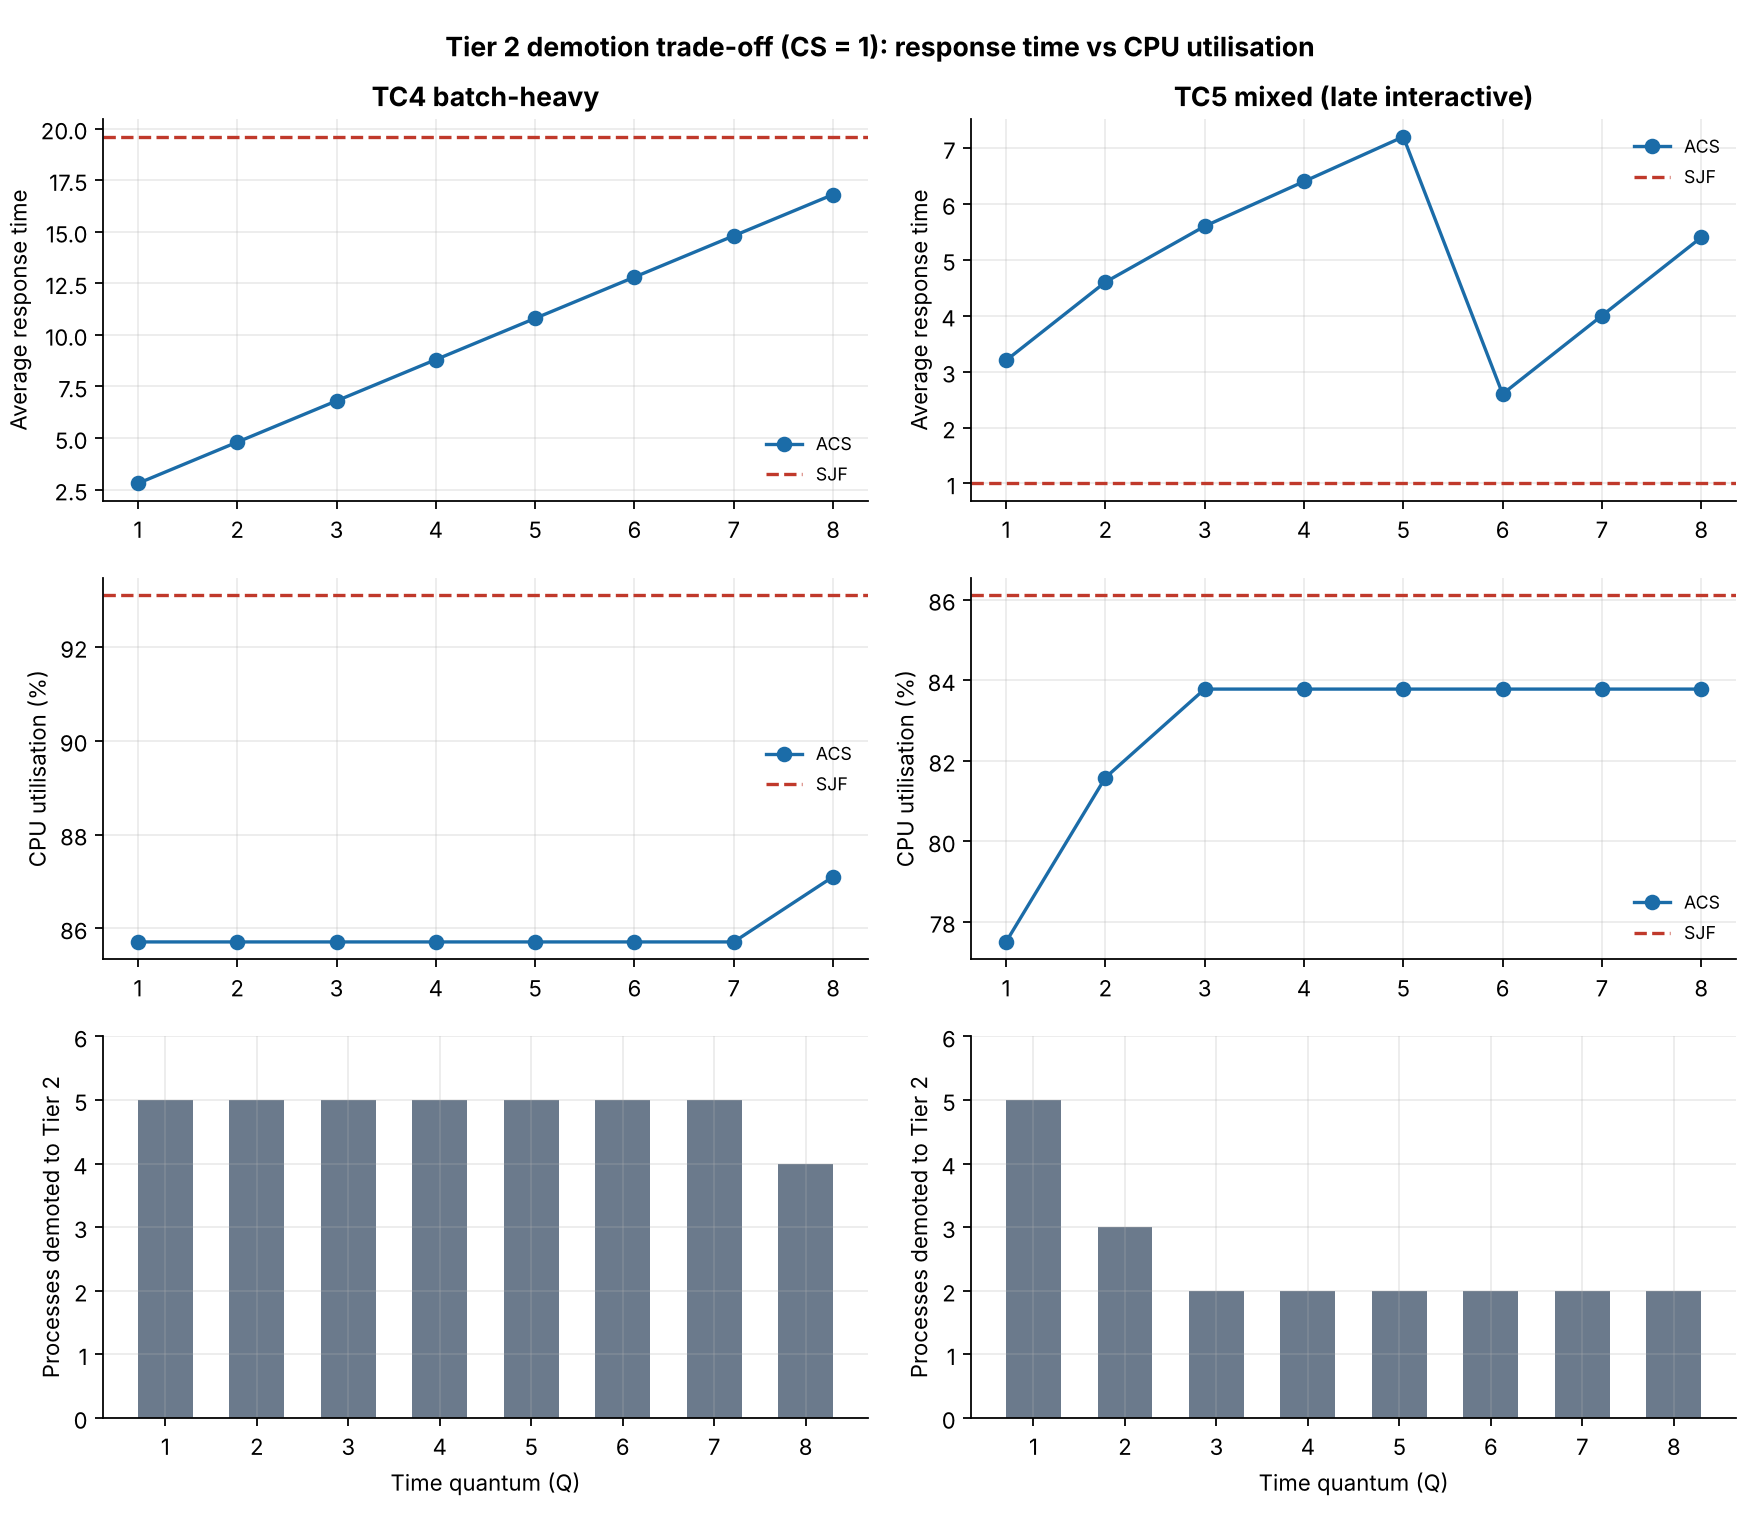 Tier 2 demotion trade-off (CS = 1): response time vs CPU utilisation
TC4 batch-heavy
Average response time
20.0
17.5
15.0
12.5
10.0
7.5
5.0
2.5
ACS
SJF
1 2 3 4 5 6 7 8
TC5 mixed (late interactive)
Average response time
7
6
5
4
3
2
1
ACS
SJF
1 2 3 4 5 6 7 8
CPU utilisation (%)
92
90
88
86
ACS
SJF
1 2 3 4 5 6 7 8
CPU utilisation (%)
86
84
82
80
78
ACS
SJF
1 2 3 4 5 6 7 8
Processes demoted to Tier 2
6
5
4
3
2
1
0
1 2 3 4 5 6 7 8
Time quantum (Q)
Processes demoted to Tier 2
6
5
4
3
2
1
0
1 2 3 4 5 6 7 8
Time quantum (Q)